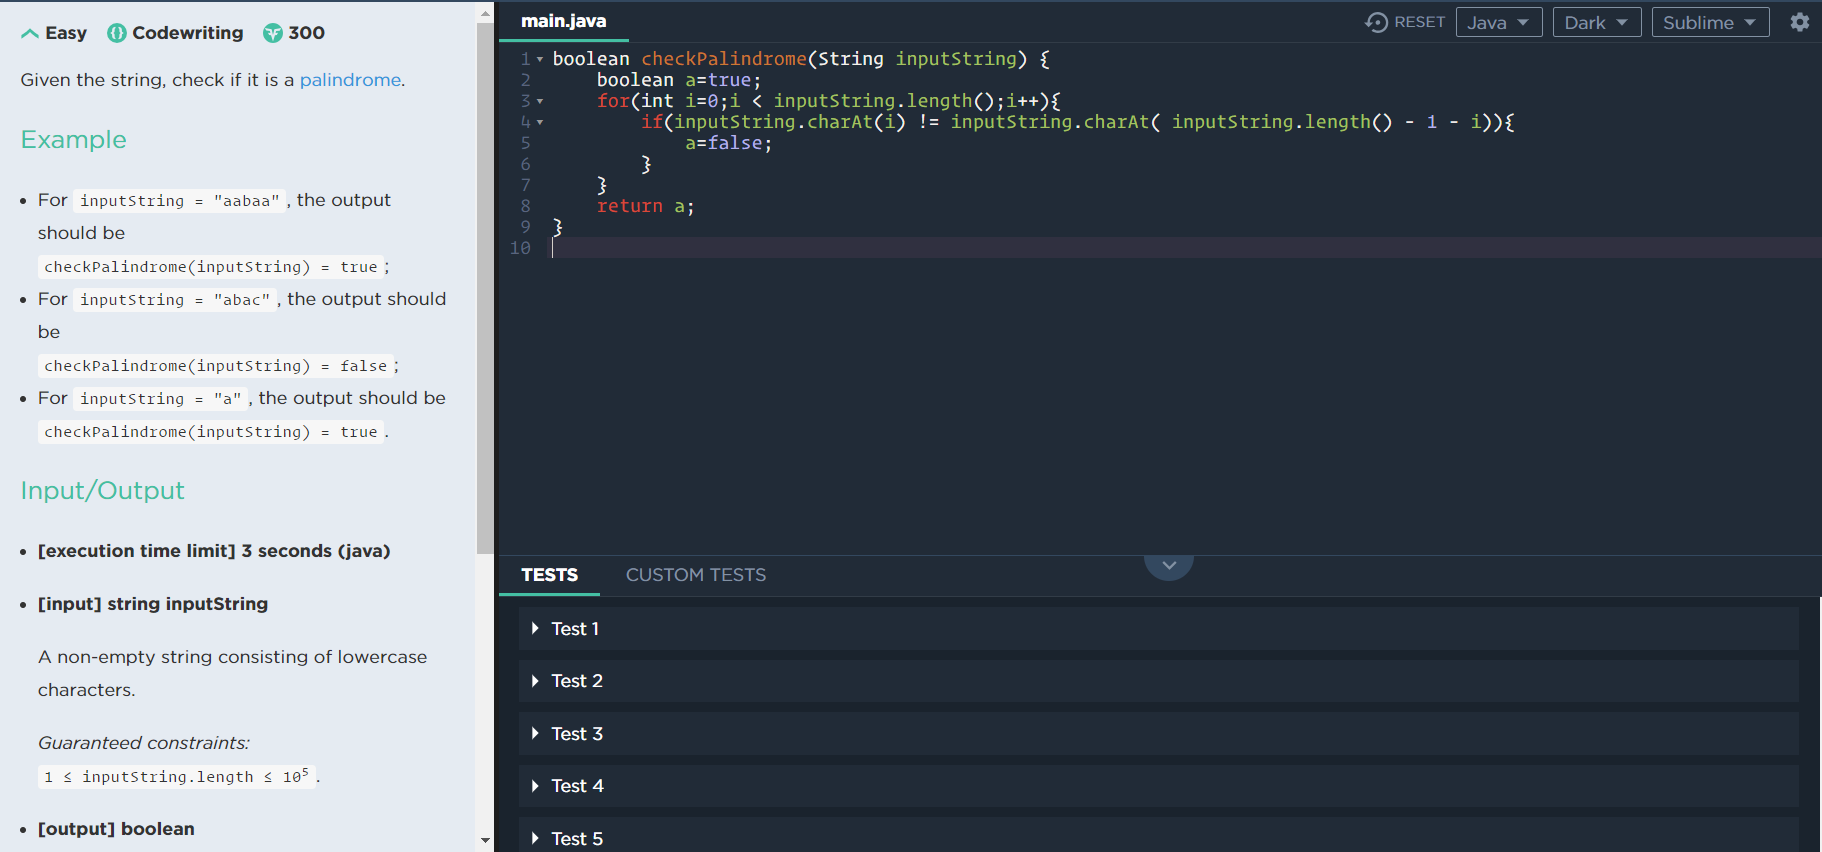 Easy Codewriting 300
Given the string, check if it is a palindrome.
Example
• For inputString = "aabaa", the output
should be
checkPalindrome(inputString) = true;
• For inputString = "abac", the output should
be
checkPalindrome(inputString) = false;
• For inputString = "a", the output should be
checkPalindrome(inputString) = true.
Input/Output
• [execution time limit] 3 seconds (java)
• [input] string inputString
A non-empty string consisting of lowercase
characters.
Guaranteed constraints:
1 ≤ inputString.length ≤ 10⁵.
• [output] boolean
main.java RESET Java Dark Sublime
1 boolean checkPalindrome(String inputString) {
2     boolean a=true;
3     for(int i=0;i < inputString.length();i++){
4         if(inputString.charAt(i) != inputString.charAt( inputString.length() - 1 - i)){
5             a=false;
6         }
7     }
8     return a;
9 }
10
TESTS CUSTOM TESTS
Test 1
Test 2
Test 3
Test 4
Test 5